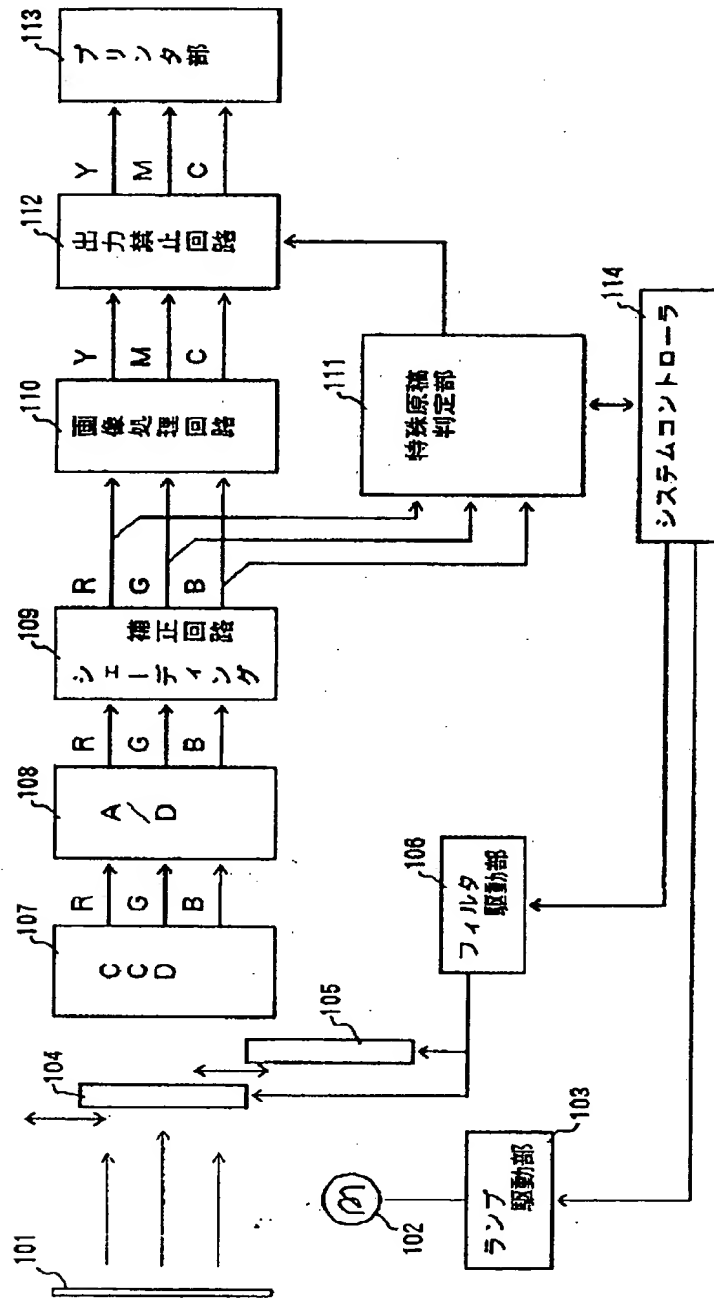 101
104
105
102
ランプ
駆動部
103
フィルタ
駆動部
106
107
CCD
R
G
B
108
A/D
R
G
B
109
シェーディング
補正回路
R
G
B
110
画像処理回路
Y
M
C
111
特殊原稿
判定部
112
出力禁止回路
Y
M
C
113
プリンタ部
114
システムコントローラ